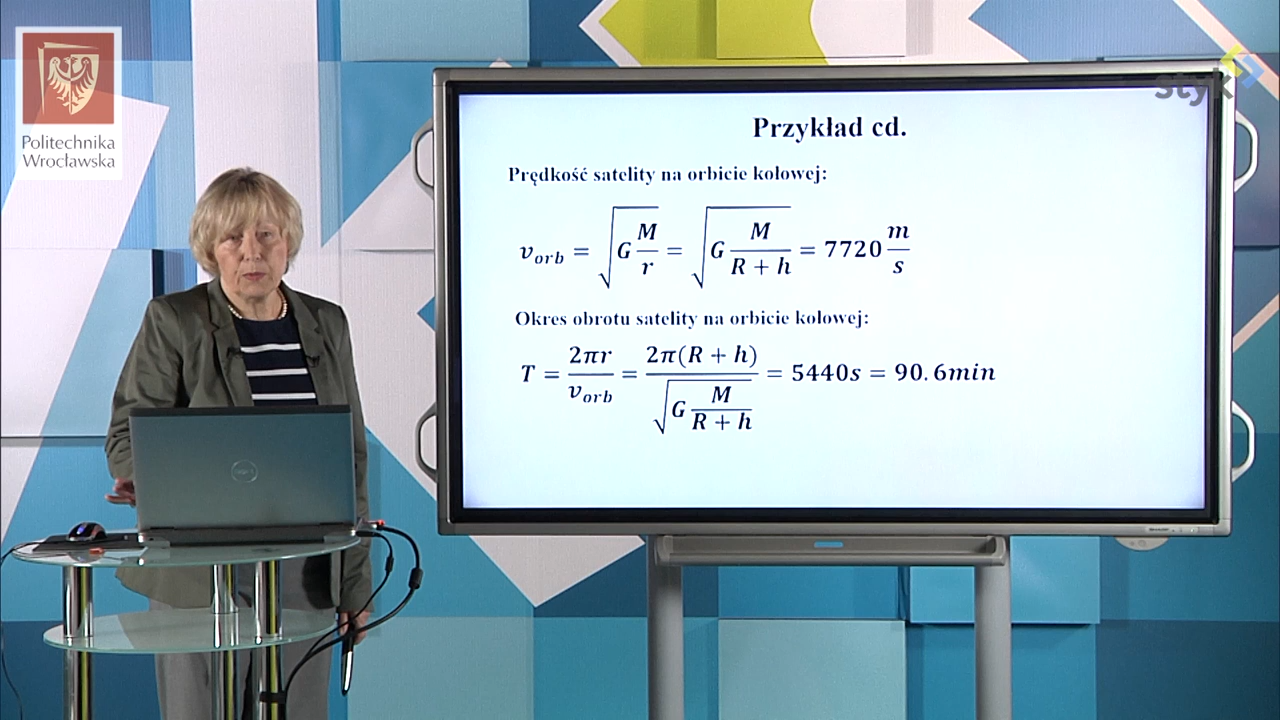 Politechnika
Wrocławska
styk
Przykład cd.
Prędkość satelity na orbicie kołowej:
v_orb = √(G M/r) = √(G M/(R + h)) = 7720 m/s
Okres obrotu satelity na orbicie kołowej:
T = 2πr/v_orb = 2π(R + h)/√(G M/(R + h)) = 5440s = 90.6min